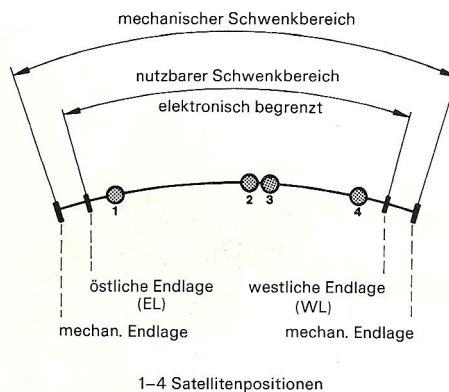 mechanischer Schwenkbereich
nutzbarer Schwenkbereich
elektronisch begrenzt
1
2
3
4
östliche Endlage
(EL)
westliche Endlage
(WL)
mechan. Endlage
mechan. Endlage
1–4 Satellitenpositionen